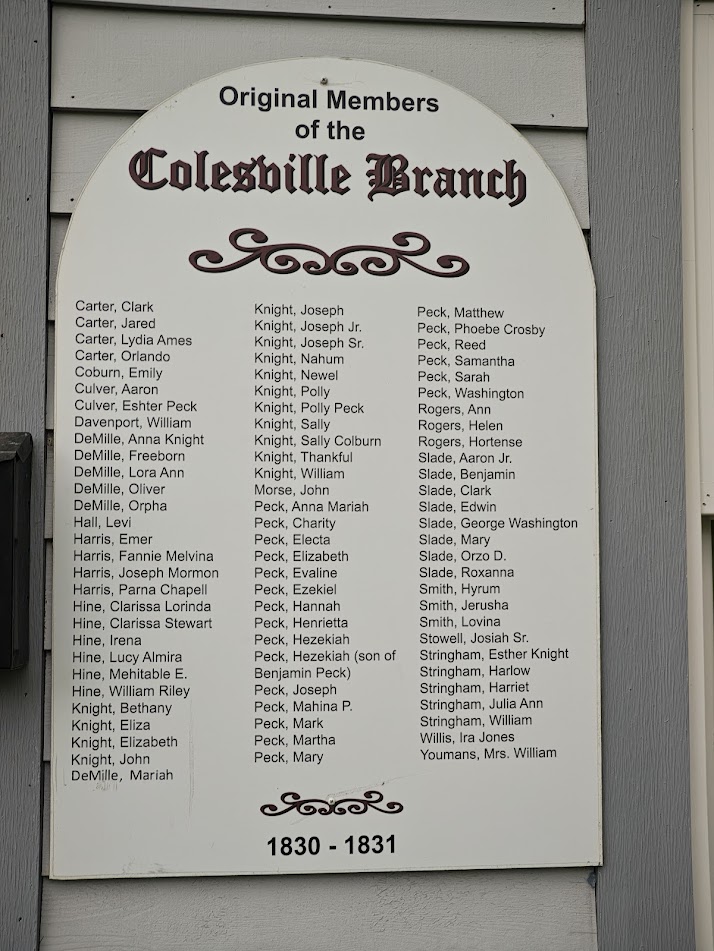 Original Members
of the
Colesville Branch
Carter, Clark
Carter, Jared
Carter, Lydia Ames
Carter, Orlando
Coburn, Emily
Culver, Aaron
Culver, Eshter Peck
Davenport, William
DeMille, Anna Knight
DeMille, Freeborn
DeMille, Lora Ann
DeMille, Oliver
DeMille, Orpha
Hall, Levi
Harris, Emer
Harris, Fannie Melvina
Harris, Joseph Mormon
Harris, Parna Chapell
Hine, Clarissa Lorinda
Hine, Clarissa Stewart
Hine, Irena
Hine, Lucy Almira
Hine, Mehitable E.
Hine, William Riley
Knight, Bethany
Knight, Eliza
Knight, Elizabeth
Knight, John
DeMille, Mariah
Knight, Joseph
Knight, Joseph Jr.
Knight, Joseph Sr.
Knight, Nahum
Knight, Newel
Knight, Polly
Knight, Polly Peck
Knight, Sally
Knight, Sally Colburn
Knight, Thankful
Knight, William
Morse, John
Peck, Anna Mariah
Peck, Charity
Peck, Electa
Peck, Elizabeth
Peck, Evaline
Peck, Ezekiel
Peck, Hannah
Peck, Henrietta
Peck, Hezekiah
Peck, Hezekiah (son of
Benjamin Peck)
Peck, Joseph
Peck, Mahina P.
Peck, Mark
Peck, Martha
Peck, Mary
Peck, Matthew
Peck, Phoebe Crosby
Peck, Reed
Peck, Samantha
Peck, Sarah
Peck, Washington
Rogers, Ann
Rogers, Helen
Rogers, Hortense
Slade, Aaron Jr.
Slade, Benjamin
Slade, Clark
Slade, Edwin
Slade, George Washington
Slade, Mary
Slade, Orzo D.
Slade, Roxanna
Smith, Hyrum
Smith, Jerusha
Smith, Lovina
Stowell, Josiah Sr.
Stringham, Esther Knight
Stringham, Harlow
Stringham, Harriet
Stringham, Julia Ann
Stringham, William
Willis, Ira Jones
Youmans, Mrs. William
1830 - 1831